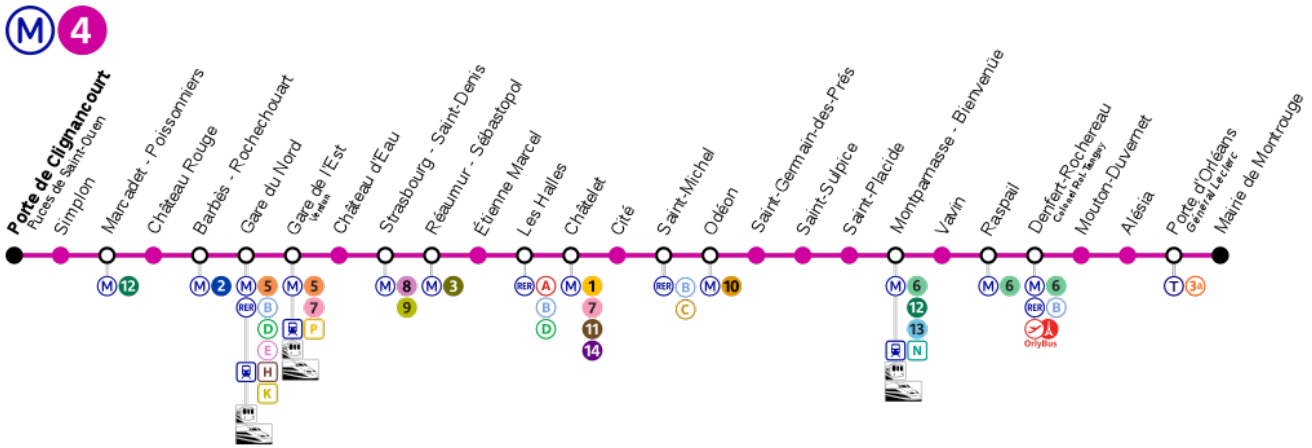 M 4
Porte de Clignancourt
Puces de Saint-Ouen
Simplon
Marcadet - Poissonniers
Château Rouge
Barbès - Rochechouart
Gare du Nord
Gare de l'Est
Verdun
Château d'Eau
Strasbourg - Saint-Denis
Réaumur - Sébastopol
Étienne Marcel
Les Halles
Châtelet
Cité
Saint-Michel
Odéon
Saint-Germain-des-Prés
Saint-Sulpice
Saint-Placide
Montparnasse - Bienvenüe
Vavin
Raspail
Denfert-Rochereau
Colonel Rol-Tanguy
Mouton-Duvernet
Alésia
Porte d'Orléans
Général Leclerc
Mairie de Montrouge
M 12
M 2
M 5
RER B
D
E
H
K
M 5
7
P
M 8
9
M 3
RER A
B
D
M 1
7
11
14
RER B
C
M 10
M 6
12
13
N
M 6
M 6
RER B
OrlyBus
T 3a